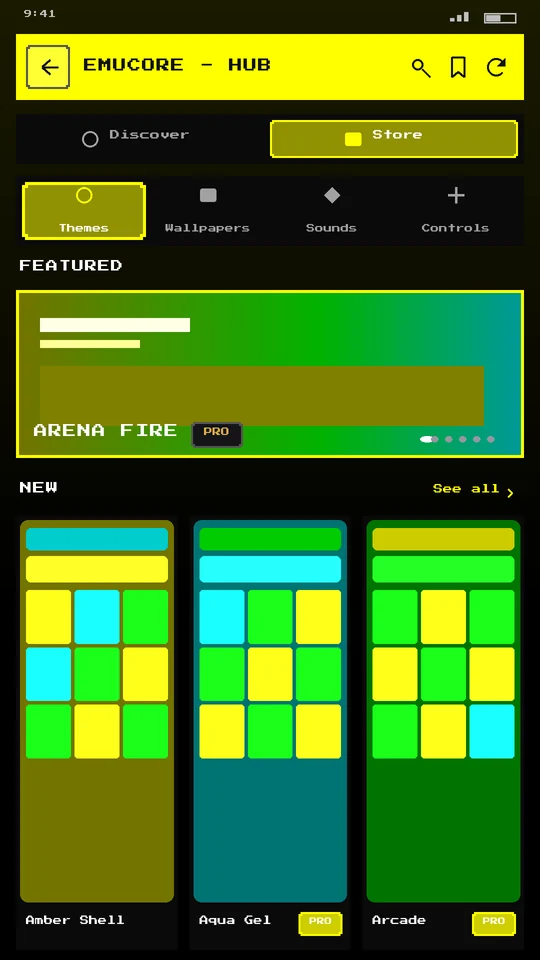 9:41
EMUCORE - HUB
Discover
Store
Themes
Wallpapers
Sounds
Controls
FEATURED
ARENA FIRE
PRO
NEW
See all
Amber Shell
Aqua Gel
PRO
Arcade
PRO